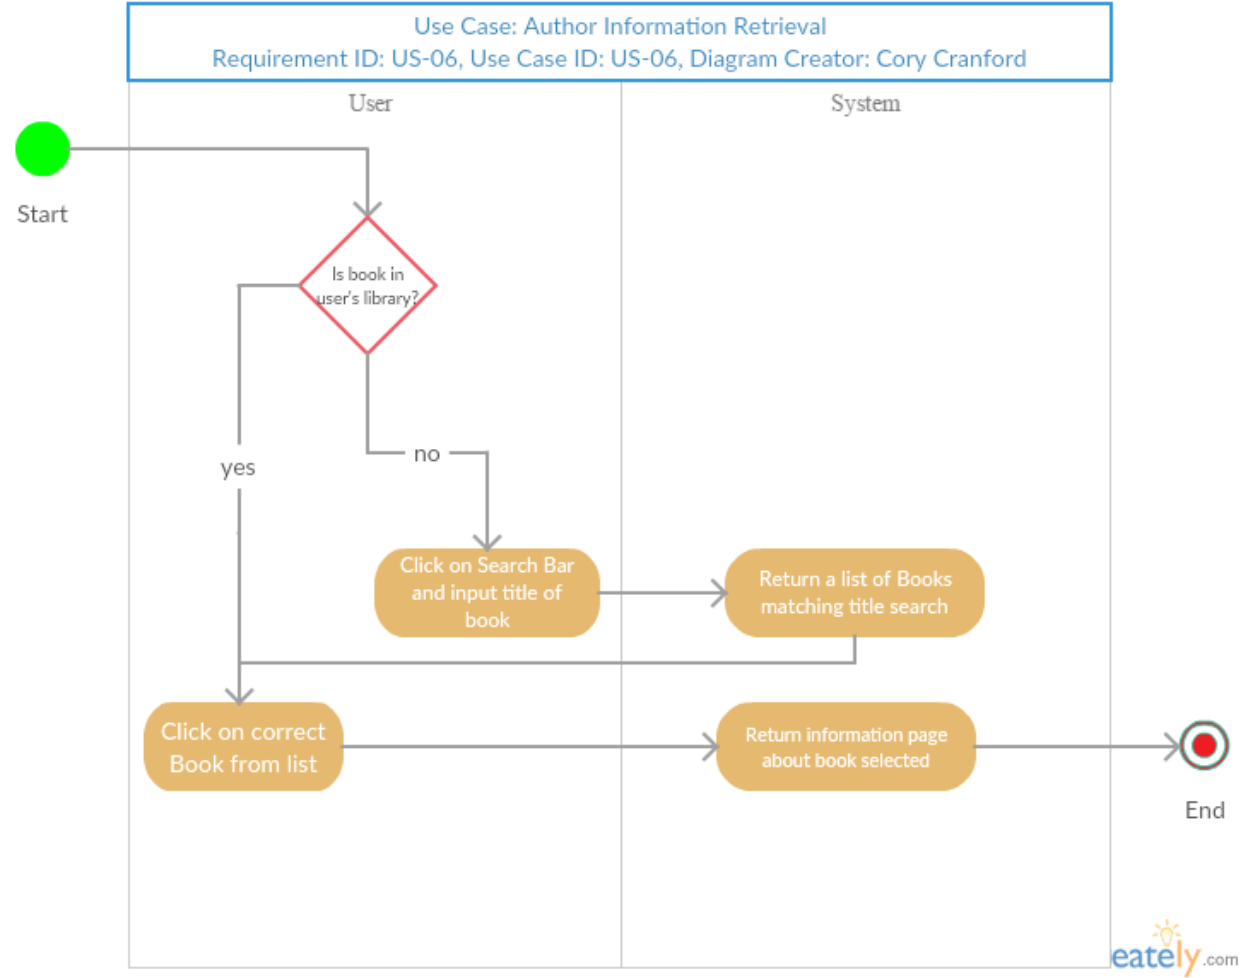 Use Case: Author Information Retrieval
Requirement ID: US-06, Use Case ID: US-06, Diagram Creator: Cory Cranford
User
System
Start
Is book in
user's library?
yes
no
Click on Search Bar
and input title of
book
Return a list of Books
matching title search
Click on correct
Book from list
Return information page
about book selected
End
eately.com